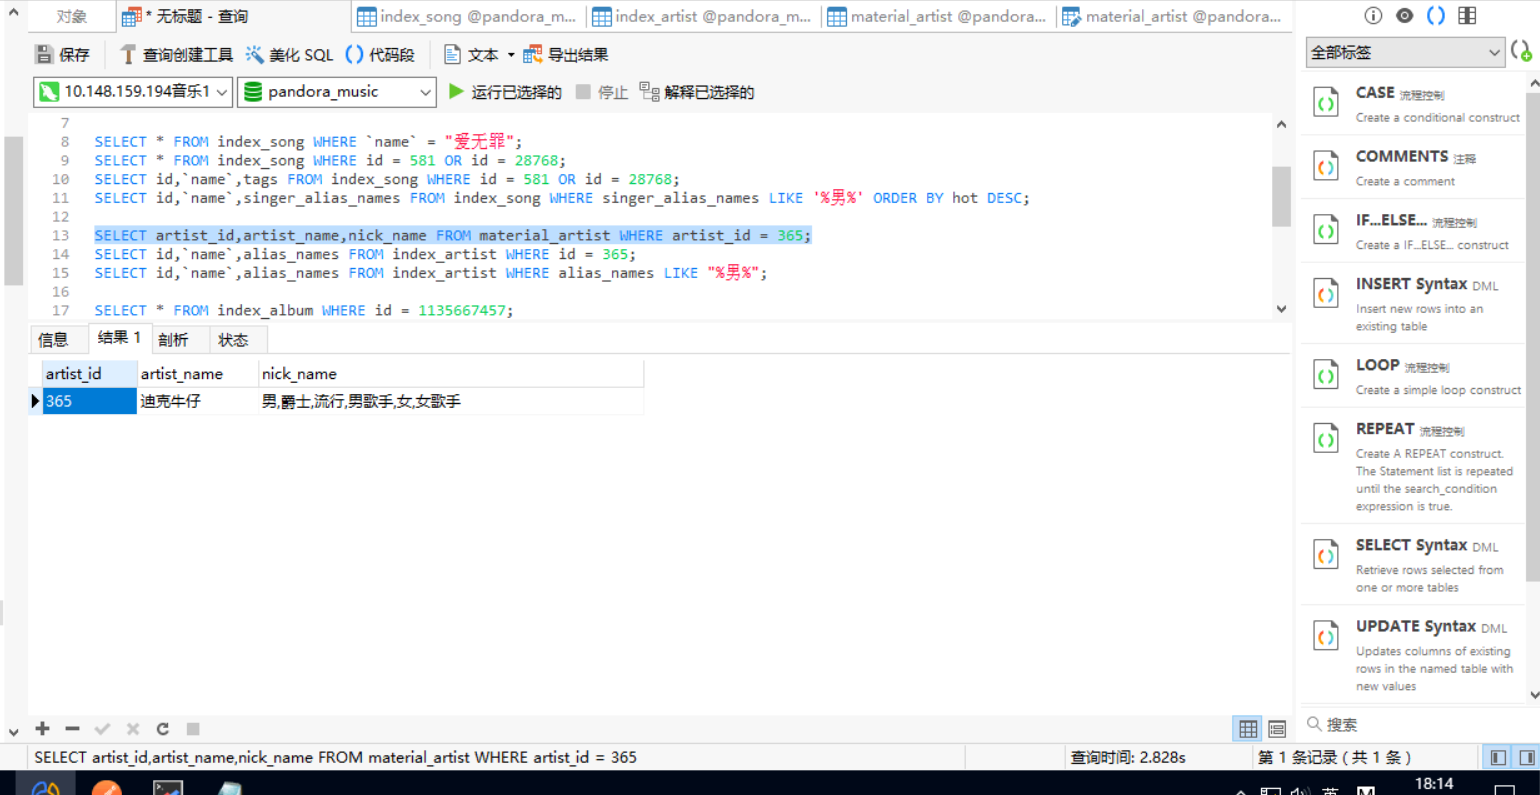 对象
* 无标题 - 查询
index_song @pandora_m...
index_artist @pandora_m...
material_artist @pandora...
material_artist @pandora...
保存
查询创建工具
美化 SQL
代码段
文本
导出结果
10.148.159.194音乐1
pandora_music
运行已选择的
停止
解释已选择的
7
8 SELECT * FROM index_song WHERE `name` = "爱无罪";
9 SELECT * FROM index_song WHERE id = 581 OR id = 28768;
10 SELECT id,`name`,tags FROM index_song WHERE id = 581 OR id = 28768;
11 SELECT id,`name`,singer_alias_names FROM index_song WHERE singer_alias_names LIKE '%男%' ORDER BY hot DESC;
12
13 SELECT artist_id,artist_name,nick_name FROM material_artist WHERE artist_id = 365;
14 SELECT id,`name`,alias_names FROM index_artist WHERE id = 365;
15 SELECT id,`name`,alias_names FROM index_artist WHERE alias_names LIKE "%男%";
16
17 SELECT * FROM index_album WHERE id = 1135667457;
信息
结果 1
剖析
状态
artist_id artist_name nick_name
365 迪克牛仔 男,爵士,流行,男歌手,女,女歌手
SELECT artist_id,artist_name,nick_name FROM material_artist WHERE artist_id = 365
查询时间: 2.828s
第 1 条记录 ( 共 1 条 )
全部标签
CASE 流程控制
Create a conditional construct
COMMENTS 注释
Create a comment
IF...ELSE... 流程控制
Create a IF...ELSE... construct
INSERT Syntax DML
Insert new rows into an
existing table
LOOP 流程控制
Create a simple loop construct
REPEAT 流程控制
Create A REPEAT construct.
The Statement list is repeated
until the search_condition
expression is true.
SELECT Syntax DML
Retrieve rows selected from
one or more tables
UPDATE Syntax DML
Updates columns of existing
rows in the named table with
new values
搜索
英
M
18:14